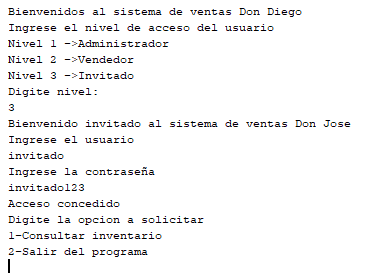 Bienvenidos al sistema de ventas Don Diego
Ingrese el nivel de acceso del usuario
Nivel 1 ->Administrador
Nivel 2 ->Vendedor
Nivel 3 ->Invitado
Digite nivel:
3
Bienvenido invitado al sistema de ventas Don Jose
Ingrese el usuario
invitado
Ingrese la contraseña
invitado123
Acceso concedido
Digite la opcion a solicitar
1-Consultar inventario
2-Salir del programa